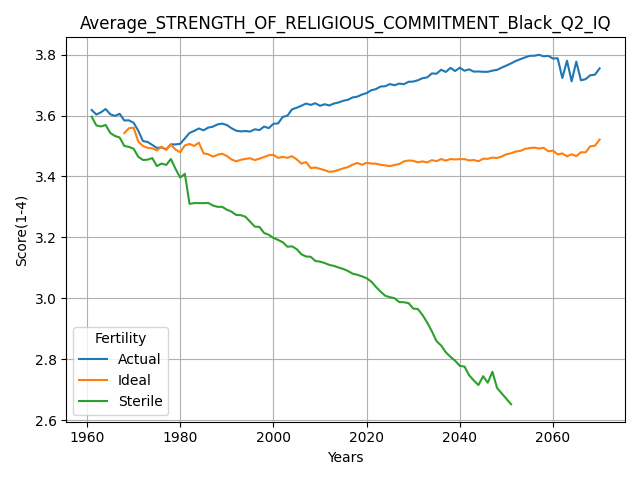 Average_STRENGTH_OF_RELIGIOUS_COMMITMENT_Black_Q2_IQ
Score(1-4)
3.8
3.6
3.4
3.2
3.0
2.8
2.6
Fertility
Actual
Ideal
Sterile
1960 1980 2000 2020 2040 2060
Years